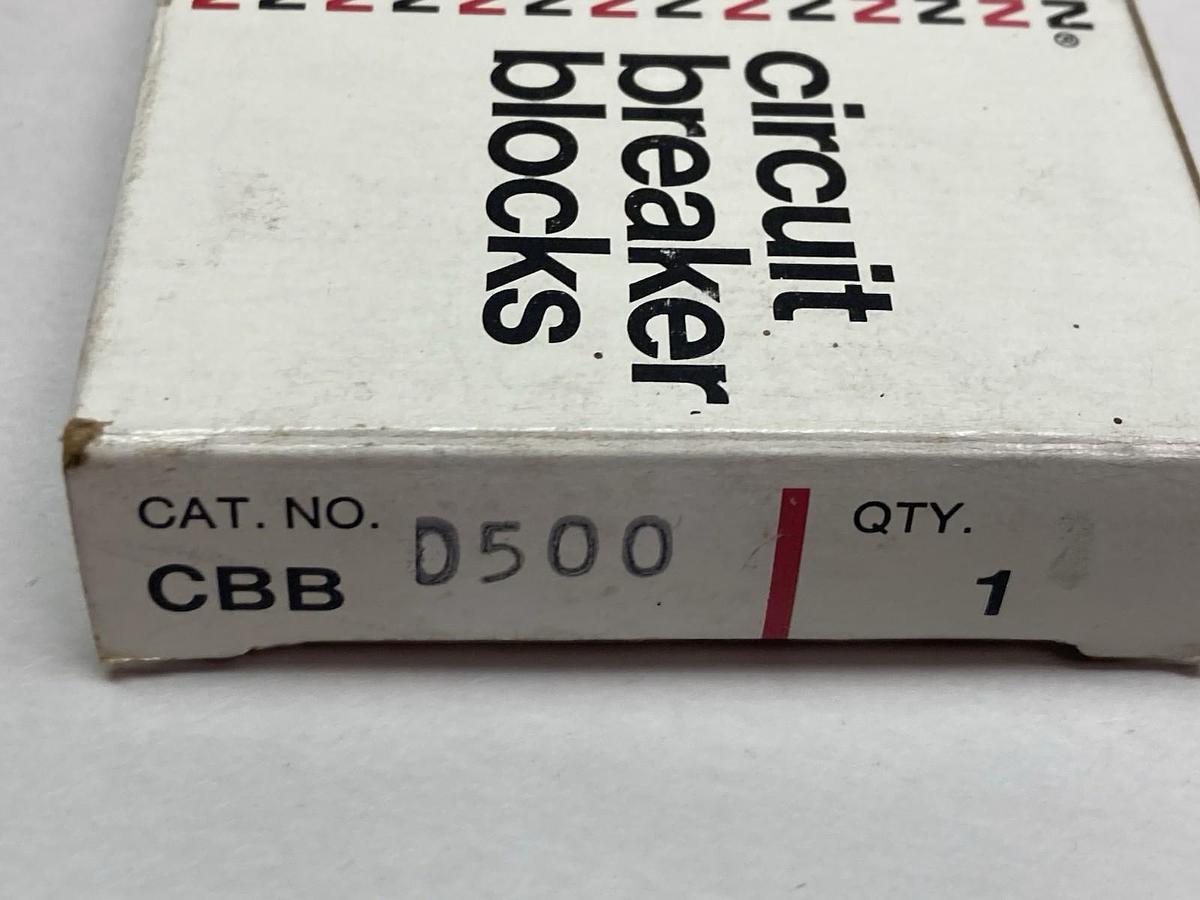 N N N N N N N N N N N N N N®
circuit
breaker
blocks
CAT. NO.
CBB D500
QTY.
1